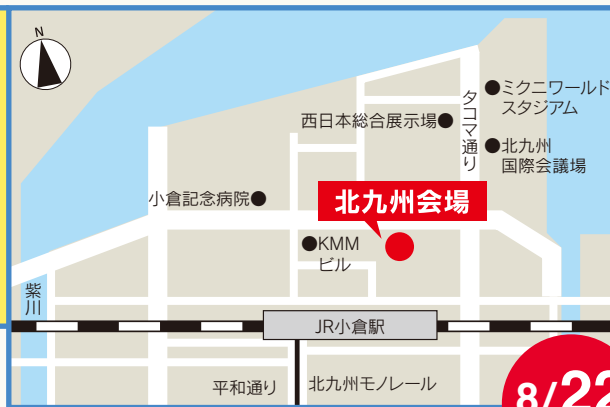 N
ミクニワールド
スタジアム
タコマ通り
西日本総合展示場
北九州
国際会議場
小倉記念病院
北九州会場
KMM
ビル
紫川
JR小倉駅
平和通り
北九州モノレール
8/22